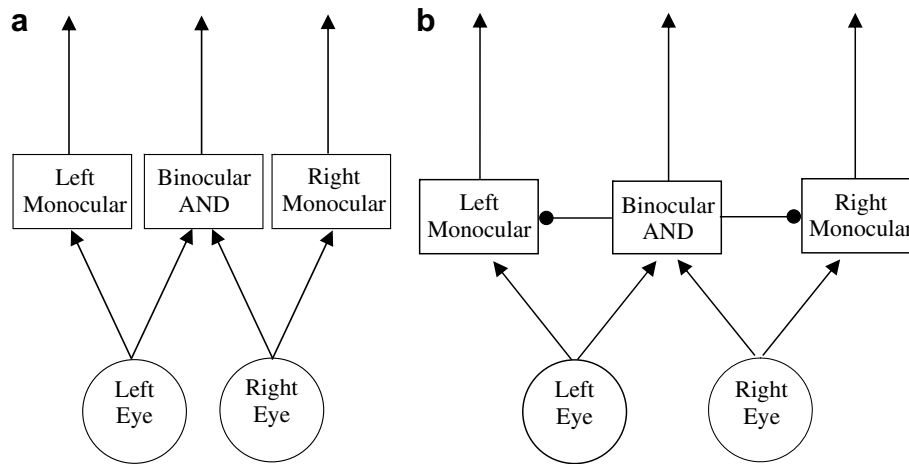 a
Left
Monocular
Binocular
AND
Right
Monocular
Left
Eye
Right
Eye
b
Left
Monocular
Binocular
AND
Right
Monocular
Left
Eye
Right
Eye